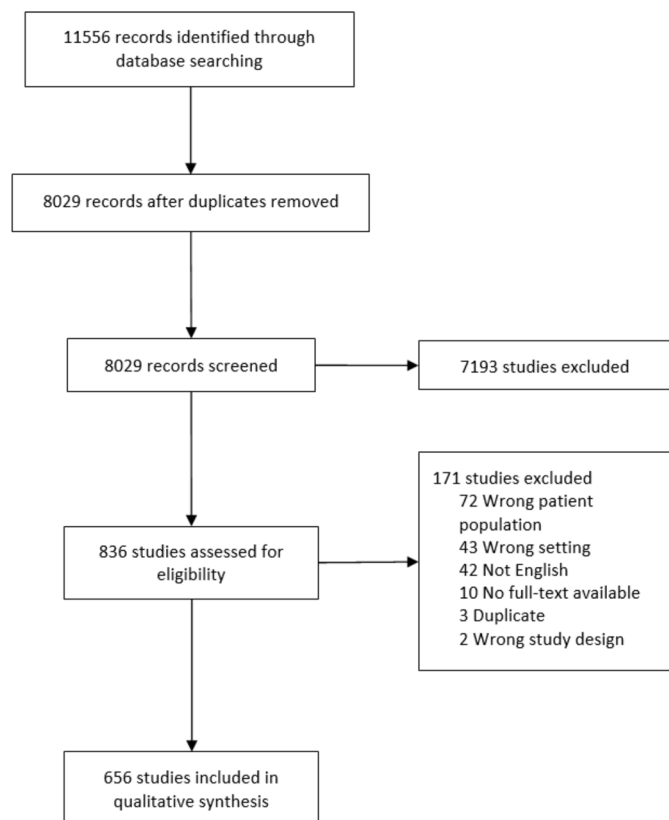 11556 records identified through
database searching
8029 records after duplicates removed
8029 records screened
7193 studies excluded
836 studies assessed for
eligibility
171 studies excluded
72 Wrong patient
population
43 Wrong setting
42 Not English
10 No full-text available
3 Duplicate
2 Wrong study design
656 studies included in
qualitative synthesis